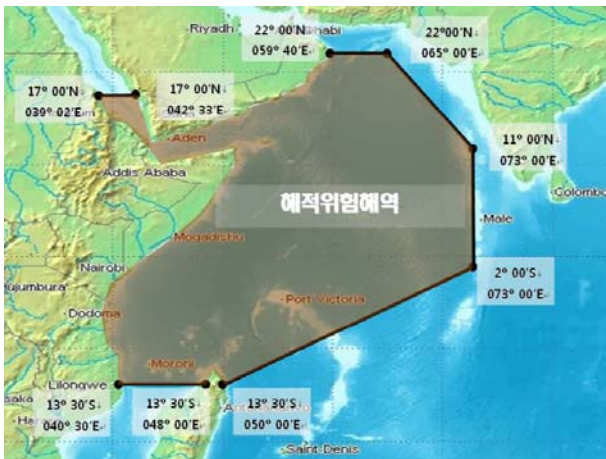 Riyadh
22° 00'N
059° 40'E
22°00'N
065° 00'E
17° 00'N
039° 02'E
17° 00'N
042° 33'E
Aden
Addis Ababa
11° 00'N
073° 00'E
Colombo
해적위험해역
Male
Mogadishu
Nairobi
2° 00'S
073° 00'E
Port Victoria
Dodoma
Moroni
Lilongwe
13° 30'S
040° 30'E
13° 30'S
048° 00'E
13° 30'S
050° 00'E
Saint Denis